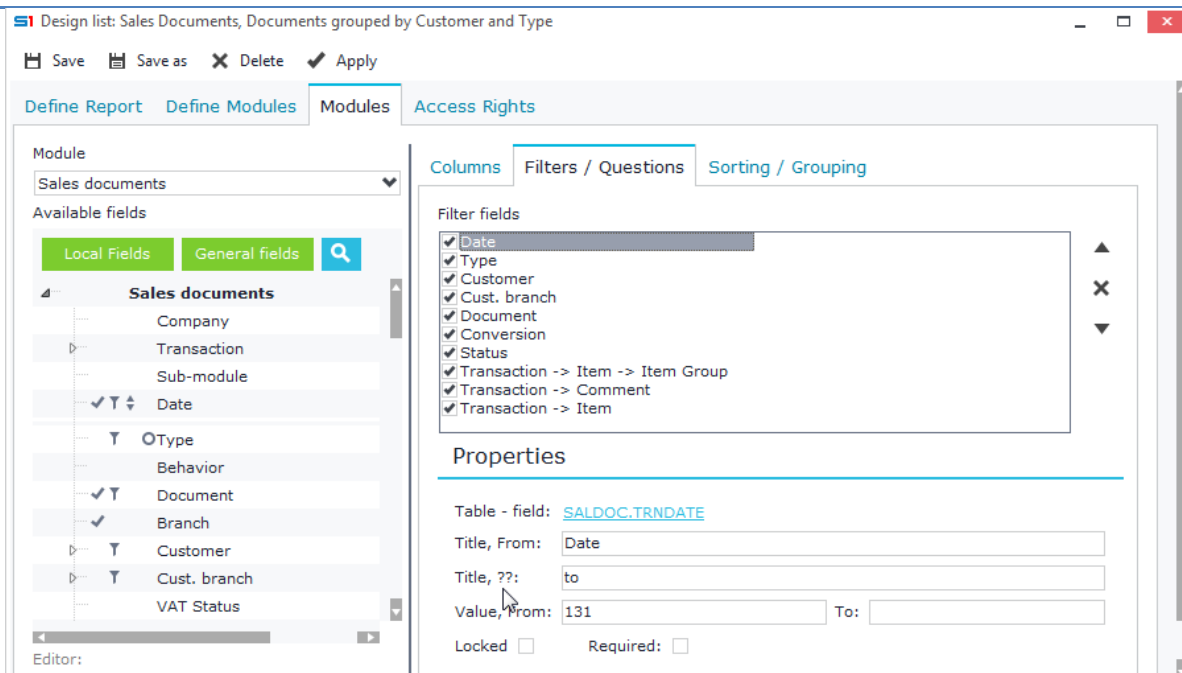 S1 Design list: Sales Documents, Documents grouped by Customer and Type
Save Save as Delete Apply
Define Report Define Modules Modules Access Rights
Module
Sales documents
Available fields
Local Fields General fields
Sales documents
Company
Transaction
Sub-module
Date
Type
Behavior
Document
Branch
Customer
Cust. branch
VAT Status
Editor:
Columns Filters / Questions Sorting / Grouping
Filter fields
Date
Type
Customer
Cust. branch
Document
Conversion
Status
Transaction -> Item -> Item Group
Transaction -> Comment
Transaction -> Item
Properties
Table - field: SALDOC.TRNDATE
Title, From: Date
Title, ??: to
Value, From: 131 To:
Locked Required: